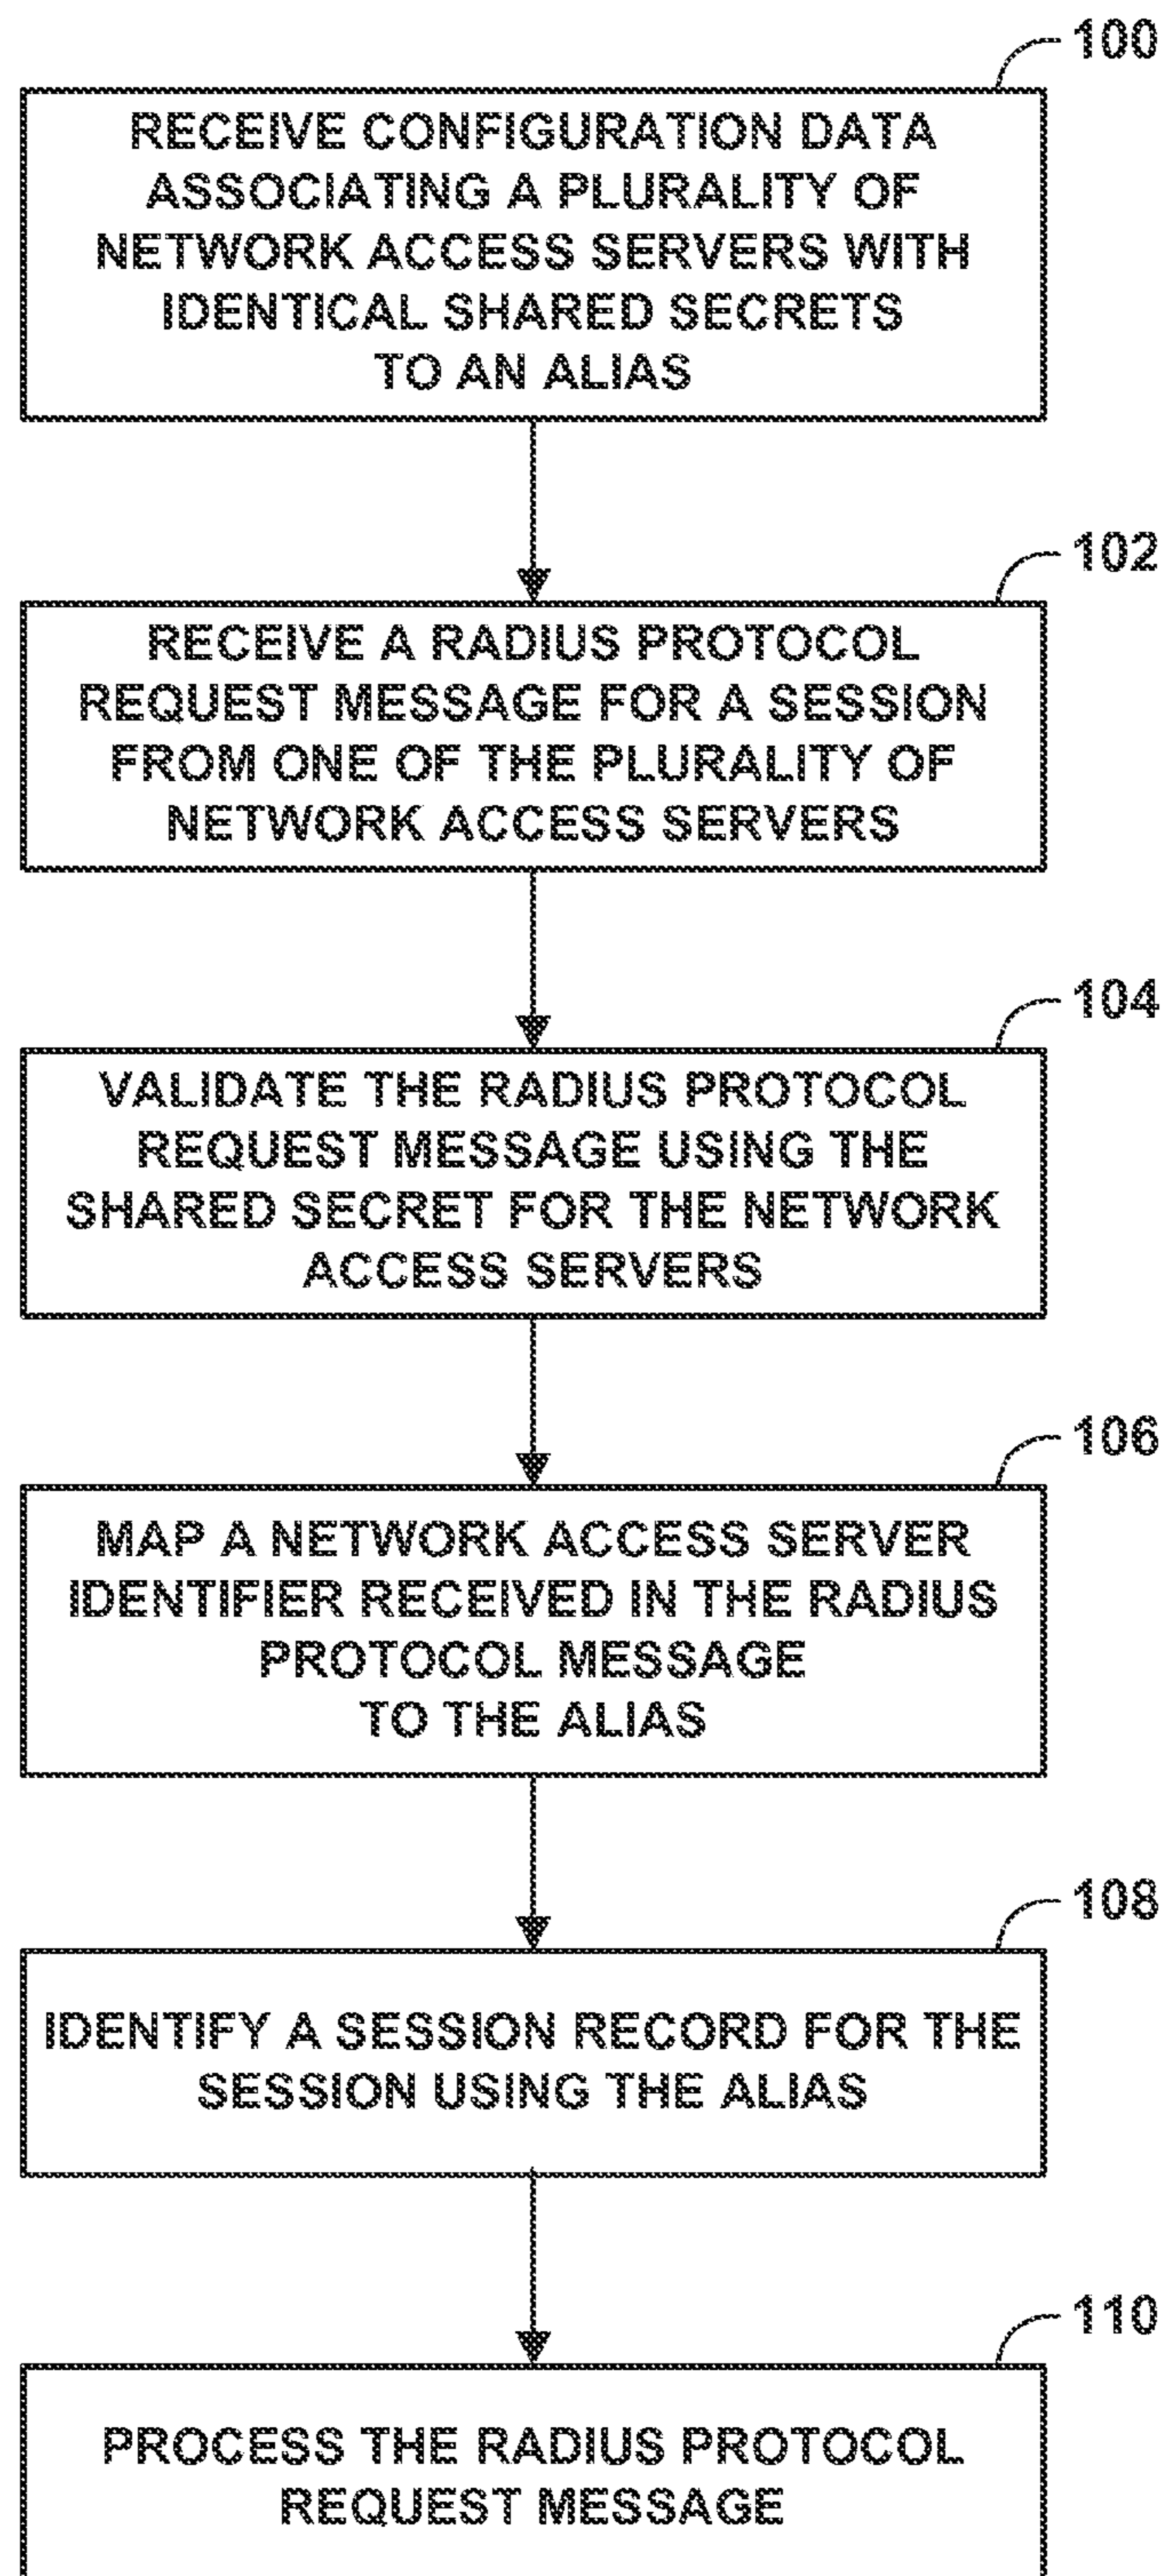 100
RECEIVE CONFIGURATION DATA
ASSOCIATING A PLURALITY OF
NETWORK ACCESS SERVERS WITH
IDENTICAL SHARED SECRETS
TO AN ALIAS
102
RECEIVE A RADIUS PROTOCOL
REQUEST MESSAGE FOR A SESSION
FROM ONE OF THE PLURALITY OF
NETWORK ACCESS SERVERS
104
VALIDATE THE RADIUS PROTOCOL
REQUEST MESSAGE USING THE
SHARED SECRET FOR THE NETWORK
ACCESS SERVERS
106
MAP A NETWORK ACCESS SERVER
IDENTIFIER RECEIVED IN THE RADIUS
PROTOCOL MESSAGE
TO THE ALIAS
108
IDENTIFY A SESSION RECORD FOR THE
SESSION USING THE ALIAS
110
PROCESS THE RADIUS PROTOCOL
REQUEST MESSAGE